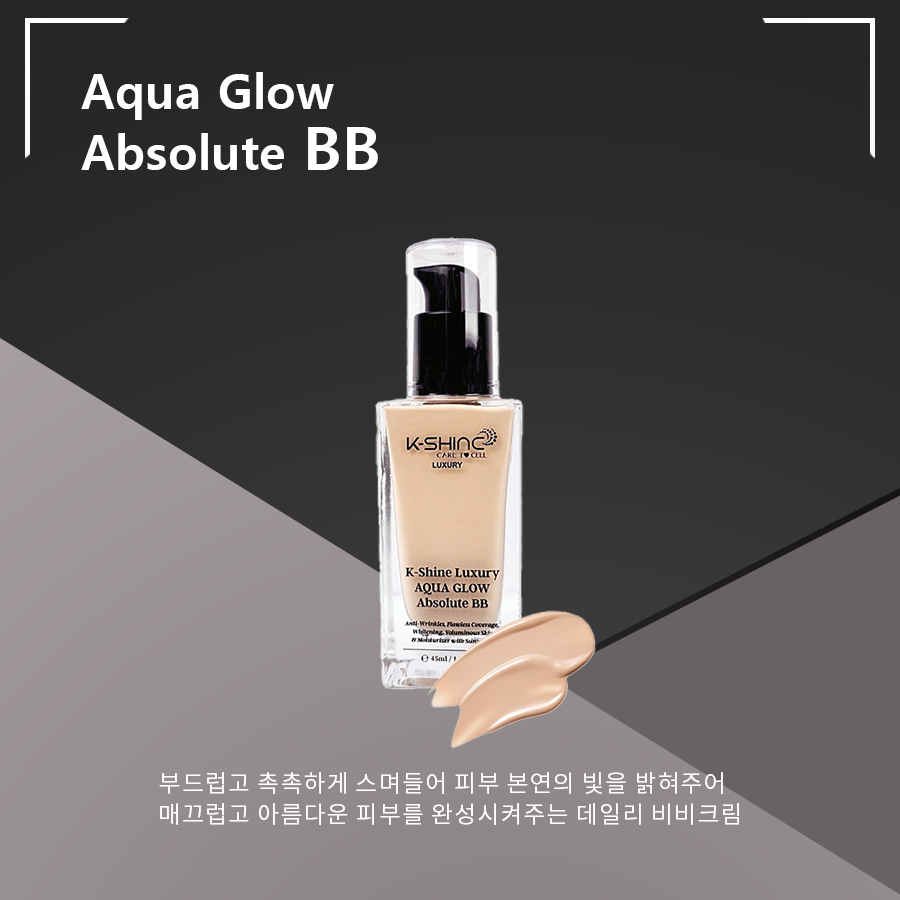 Aqua Glow
Absolute BB
K-SHINE
CARE T♥ CELL
LUXURY
K-Shine Luxury
AQUA GLOW
Absolute BB
Anti-Wrinkles, Flawless Coverage,
Whitening, Voluminous Skin
& Moisturiser with
℮ 45ml /
부드럽고 촉촉하게 스며들어 피부 본연의 빛을 밝혀주어
매끄럽고 아름다운 피부를 완성시켜주는 데일리 비비크림